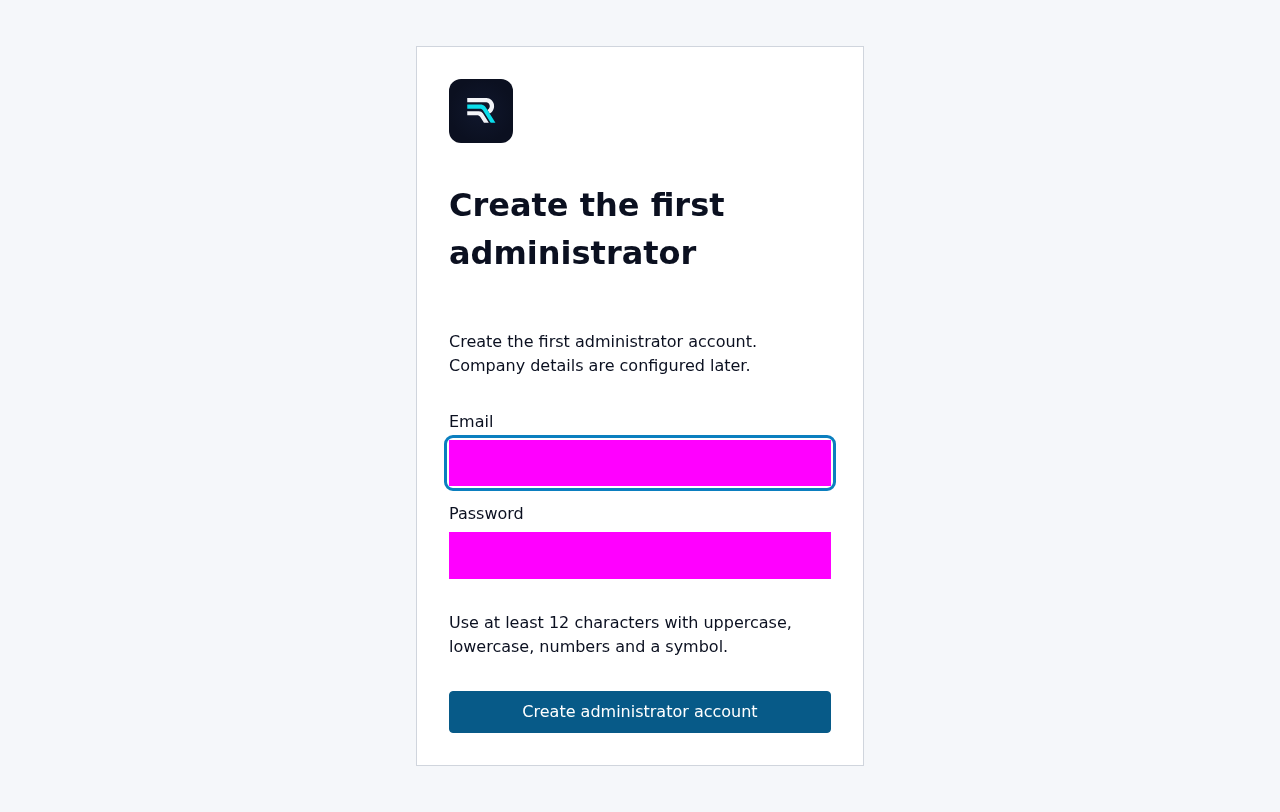 Create the first
administrator
Create the first administrator account.
Company details are configured later.
Email
Password
Use at least 12 characters with uppercase,
lowercase, numbers and a symbol.
Create administrator account